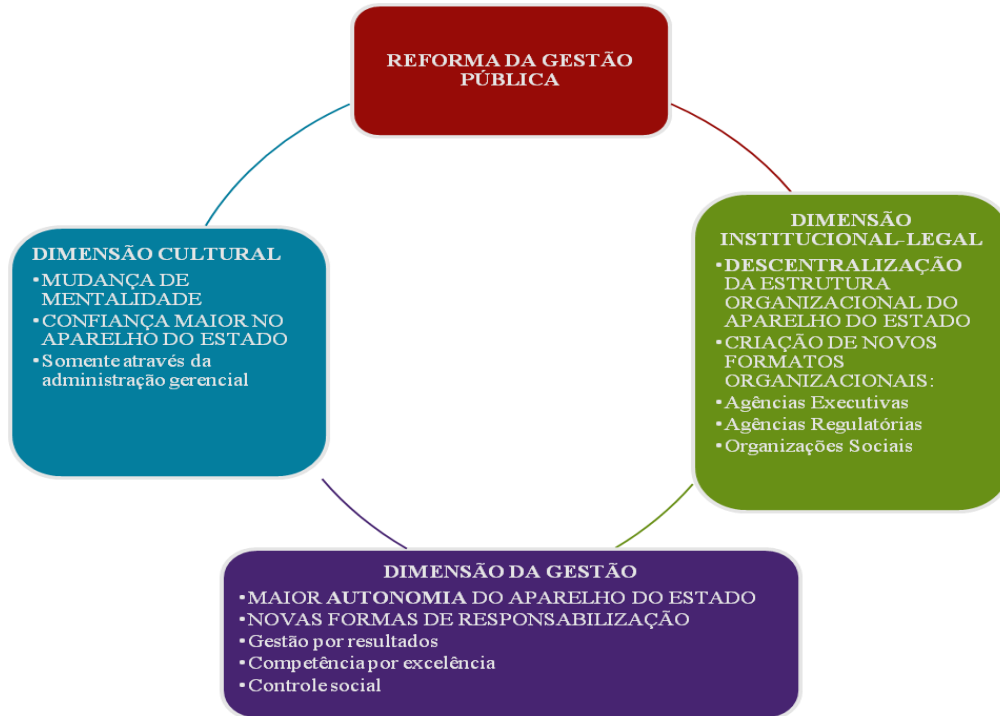 REFORMA DA GESTÃO
PÚBLICA
DIMENSÃO
INSTITUCIONAL-LEGAL
•DESCENTRALIZAÇÃO
DA ESTRUTURA
ORGANIZACIONAL DO
APARELHO DO ESTADO
•CRIAÇÃO DE NOVOS
FORMATOS
ORGANIZACIONAIS:
•Agências Executivas
•Agências Regulatórias
•Organizações Sociais
DIMENSÃO DA GESTÃO
•MAIOR AUTONOMIA DO APARELHO DO ESTADO
•NOVAS FORMAS DE RESPONSABILIZAÇÃO
•Gestão por resultados
•Competência por excelência
•Controle social
DIMENSÃO CULTURAL
•MUDANÇA DE
MENTALIDADE
•CONFIANÇA MAIOR NO
APARELHO DO ESTADO
•Somente através da
administração gerencial